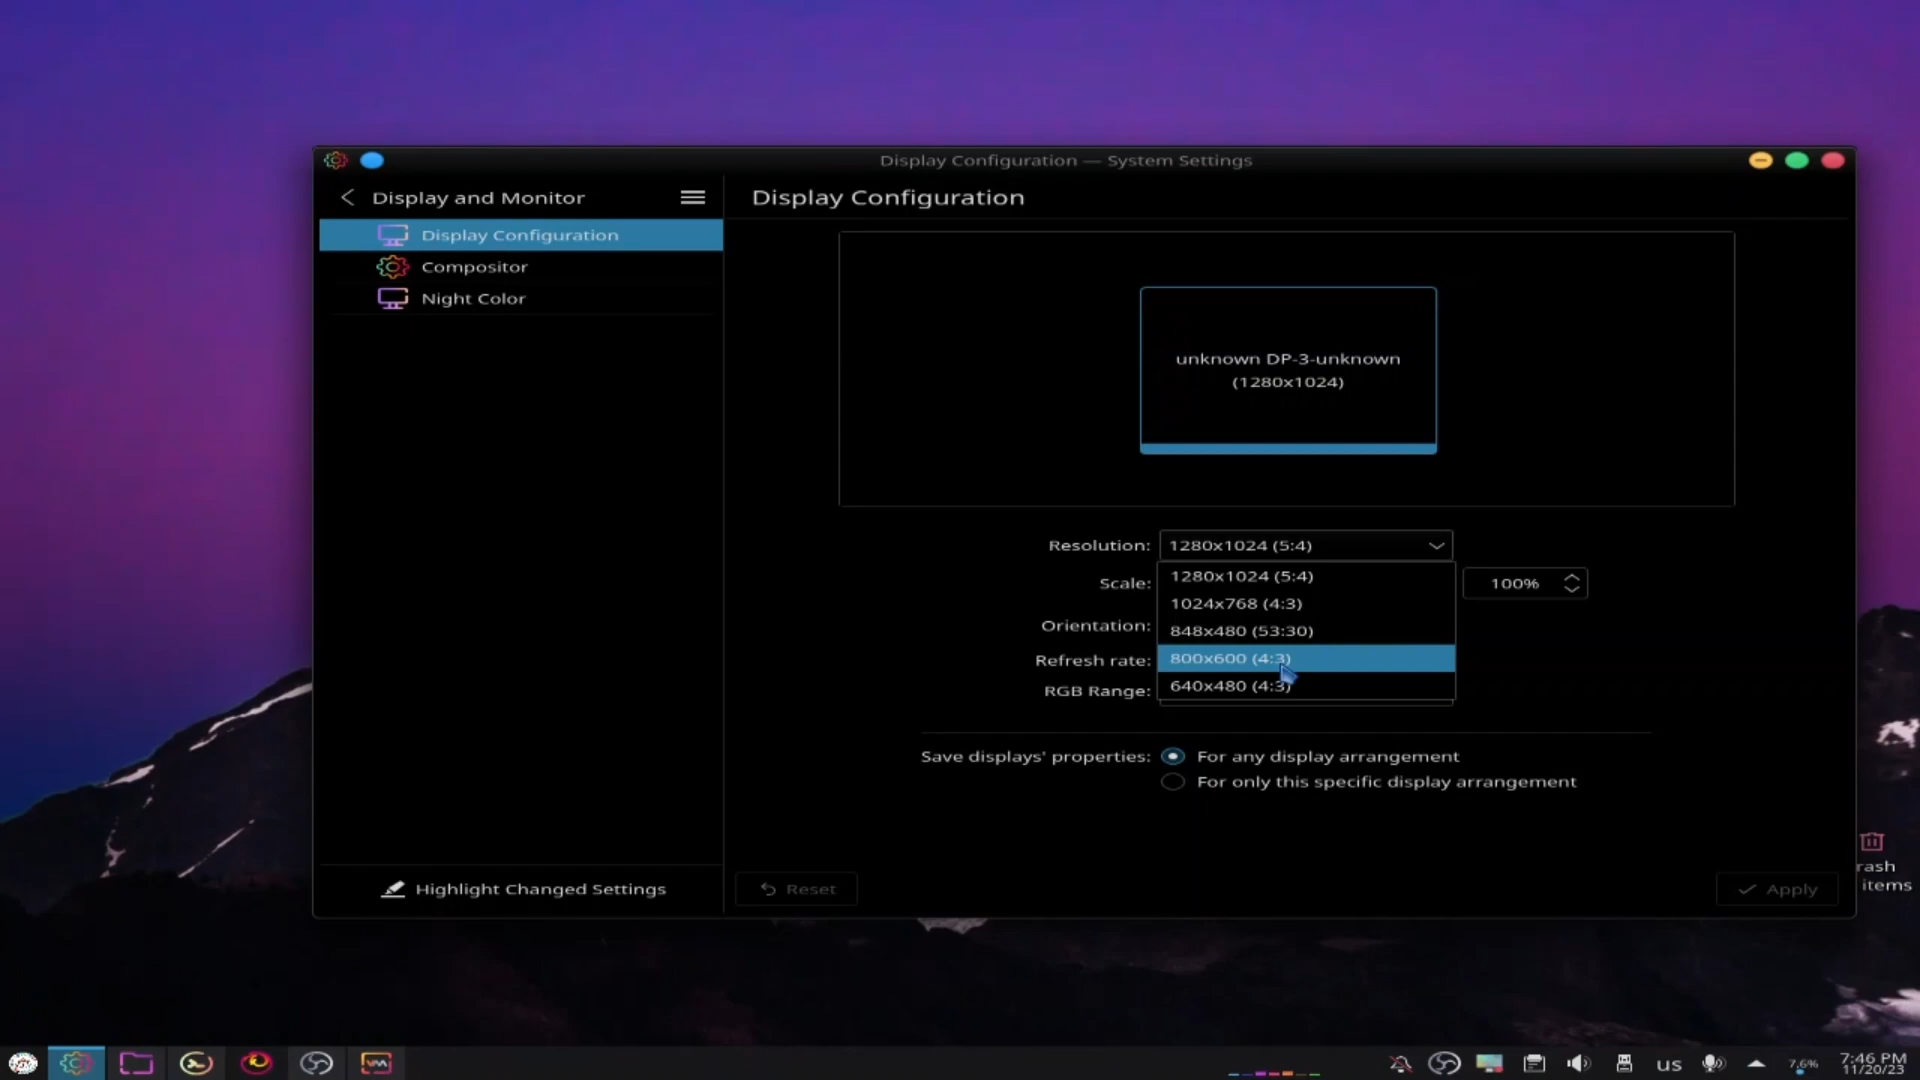 Display Configuration — System Settings
Display and Monitor
Display Configuration
Display Configuration
Compositor
Night Color
unknown DP-3-unknown
(1280x1024)
Resolution: 1280x1024 (5:4)
1280x1024 (5:4)
Scale: 100%
1024x768 (4:3)
Orientation: 848x480 (53:30)
Refresh rate: 800x600 (4:3)
RGB Range: 640x480 (4:3)
Save displays' properties: For any display arrangement
For only this specific display arrangement
rash
items
Highlight Changed Settings
Reset
Apply
us
7.6%
7:46 PM
11/20/23